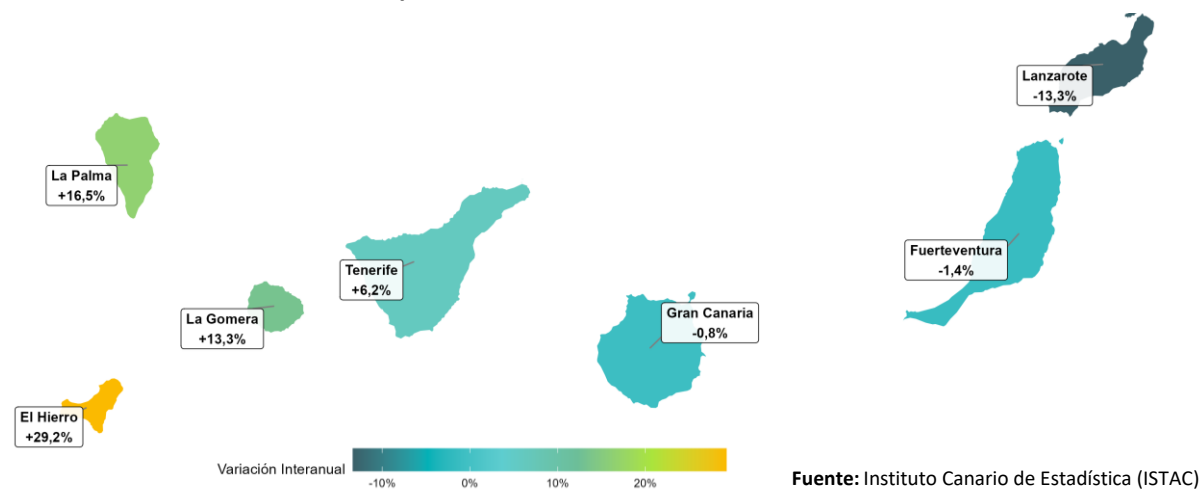 Lanzarote
-13,3%
La Palma
+16,5%
Fuerteventura
-1,4%
Tenerife
+6,2%
La Gomera
+13,3%
Gran Canaria
-0,8%
El Hierro
+29,2%
Variación Interanual
-10% 0% 10% 20%
Fuente: Instituto Canario de Estadística (ISTAC)